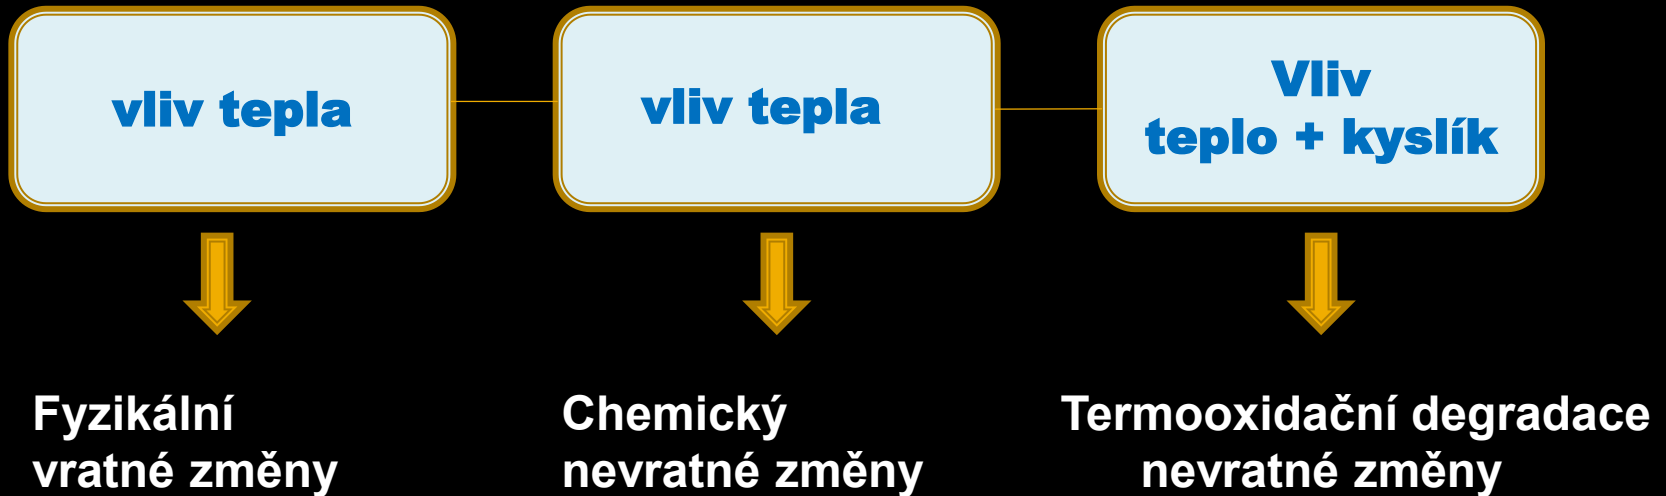 vliv tepla
vliv tepla
Vliv
teplo + kyslík
Fyzikální
vratné změny
Chemický
nevratné změny
Termooxidační degradace
nevratné změny